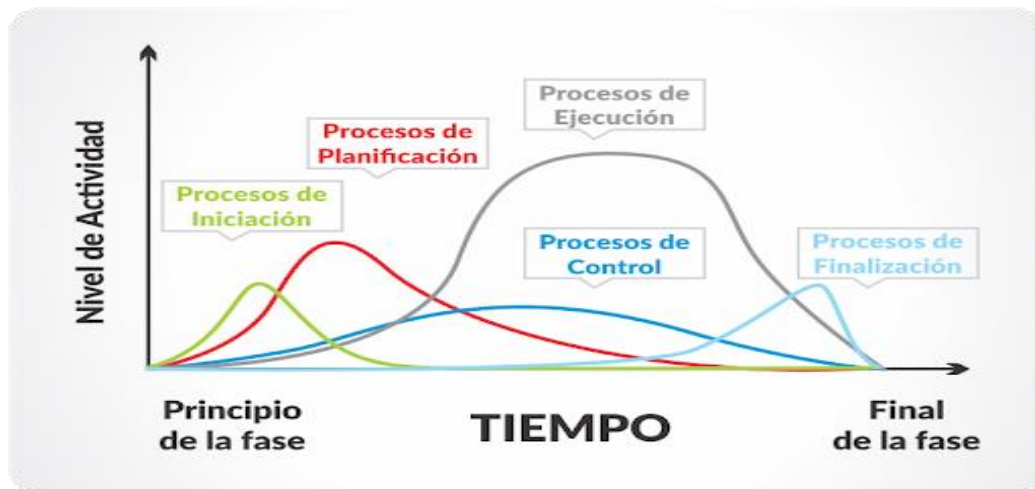 Procesos de
Ejecución
Procesos de
Planificación
Procesos de
Iniciación
Procesos de
Control
Procesos de
Finalización
Nivel de Actividad
Principio
de la fase
TIEMPO
Final
de la fase